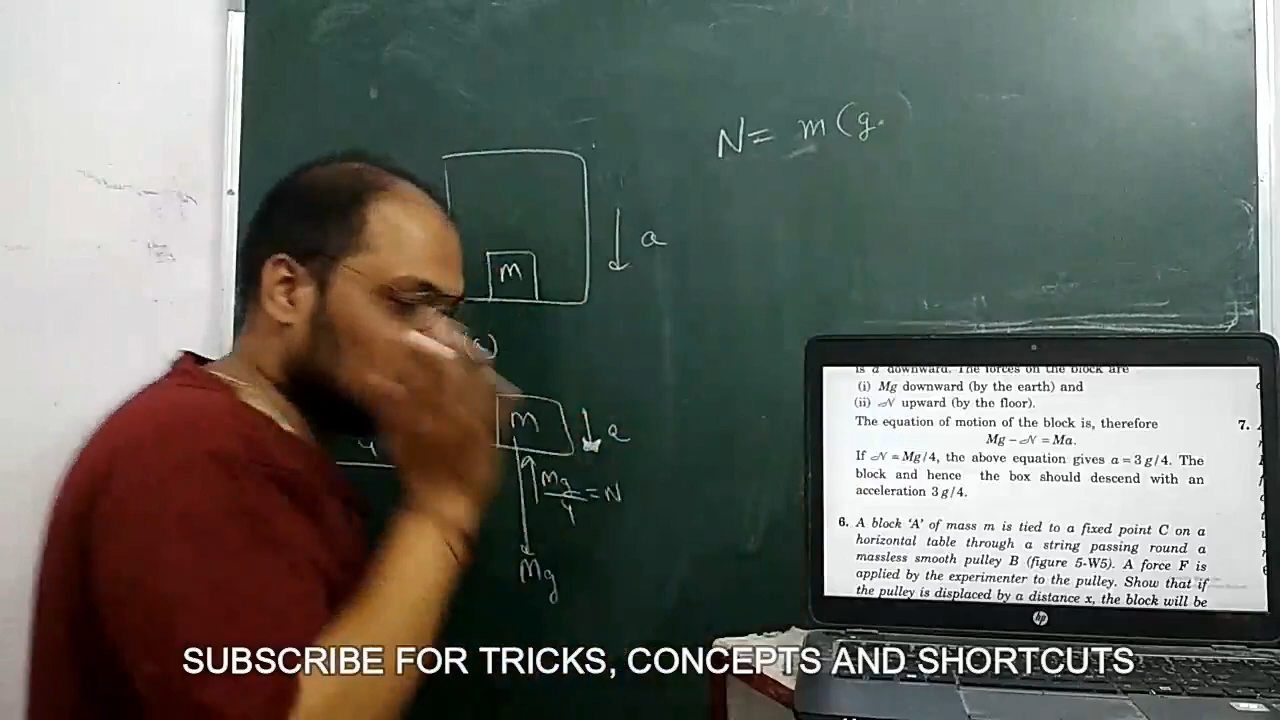 N = m(g.
m
a
(a)
m
a
4
Mg/4 = N
Mg
is a downward. The forces on the block are
(i) Mg downward (by the earth) and
(ii) 𝒩 upward (by the floor).
The equation of motion of the block is, therefore
Mg − 𝒩 = Ma.
If 𝒩 = Mg/4, the above equation gives a = 3 g/4. The
block and hence the box should descend with an
acceleration 3 g/4.
6. A block 'A' of mass m is tied to a fixed point C on a
horizontal table through a string passing round a
massless smooth pulley B (figure 5-W5). A force F is
applied by the experimenter to the pulley. Show that if
the pulley is displaced by a distance x, the block will be
7.
hp
SUBSCRIBE FOR TRICKS, CONCEPTS AND SHORTCUTS